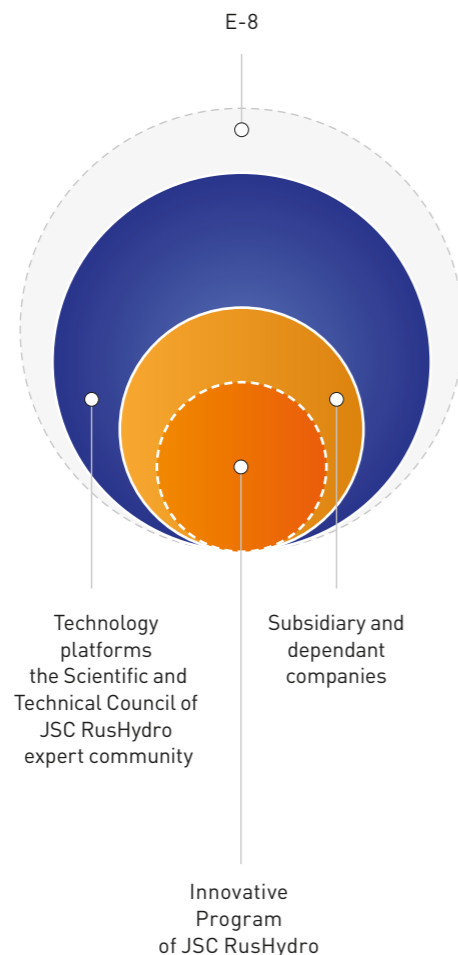 E-8
Technology
platforms
the Scientific and
Technical Council of
JSC RusHydro
expert community
Subsidiary and
dependant
companies
Innovative
Program
of JSC RusHydro